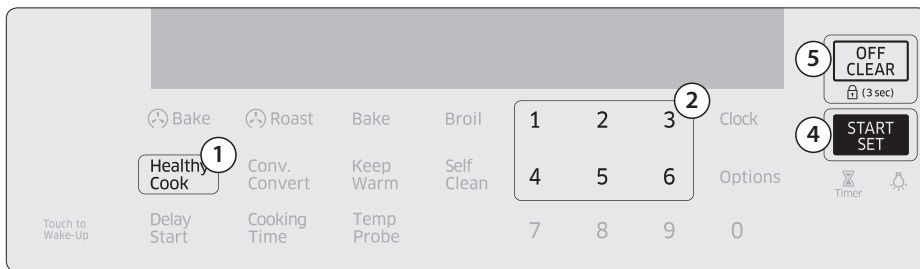 5
OFF
CLEAR
(3 sec)
Bake
Roast
Bake
Broil
1
2
3
2
Clock
4
START
SET
Healthy
Cook
1
Conv.
Convert
Keep
Warm
Self
Clean
4
5
6
Options
Timer
Touch to
Wake-Up
Delay
Start
Cooking
Time
Temp
Probe
7
8
9
0